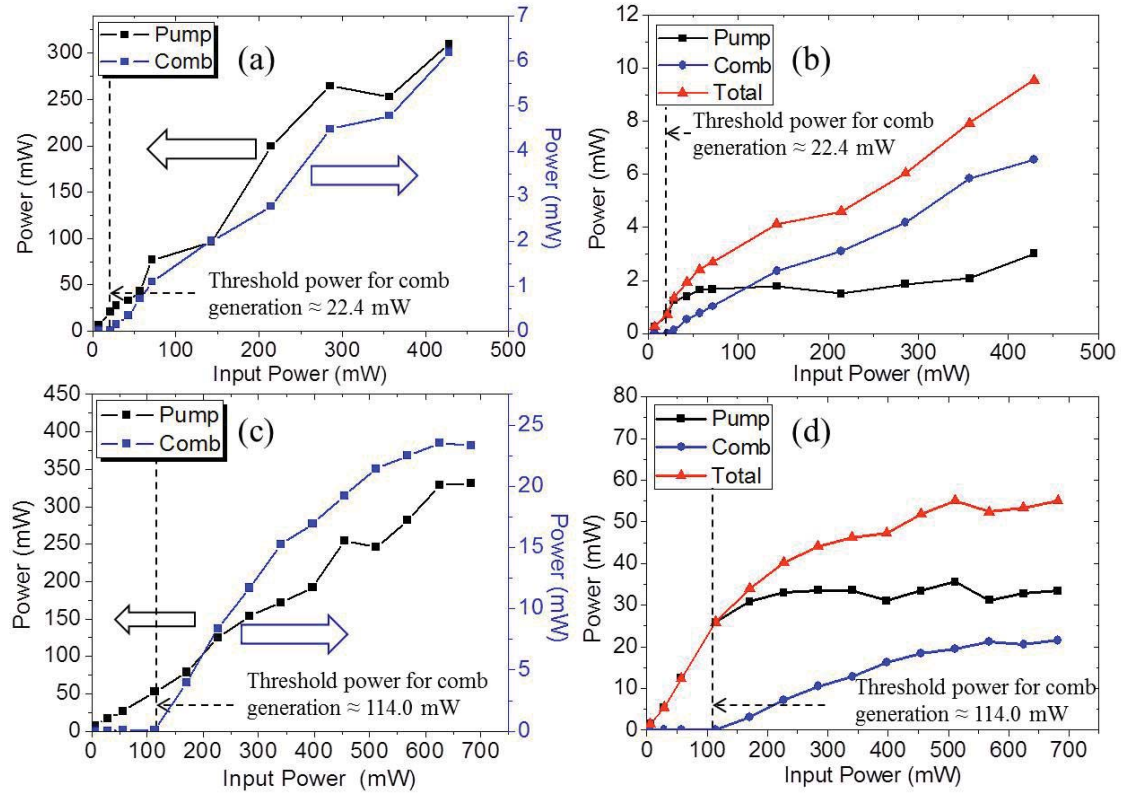 Pump
Comb
(a)
Threshold power for comb
generation ≈ 22.4 mW
300
250
200
150
100
50
0
Power (mW)
7
6
5
4
3
2
1
0
Power (mW)
0 100 200 300 400 500
Input Power (mW)
Pump
Comb
Total
(b)
Threshold power for comb
generation ≈ 22.4 mW
12
10
8
6
4
2
0
Power (mW)
0 100 200 300 400 500
Input Power (mW)
Pump
Comb
(c)
Threshold power for comb
generation ≈ 114.0 mW
450
400
350
300
250
200
150
100
50
0
Power (mW)
25
20
15
10
5
0
Power (mW)
0 100 200 300 400 500 600 700
Input Power (mW)
Pump
Comb
Total
(d)
Threshold power for comb
generation ≈ 114.0 mW
80
70
60
50
40
30
20
10
0
Power (mW)
0 100 200 300 400 500 600 700
Input Power (mW)